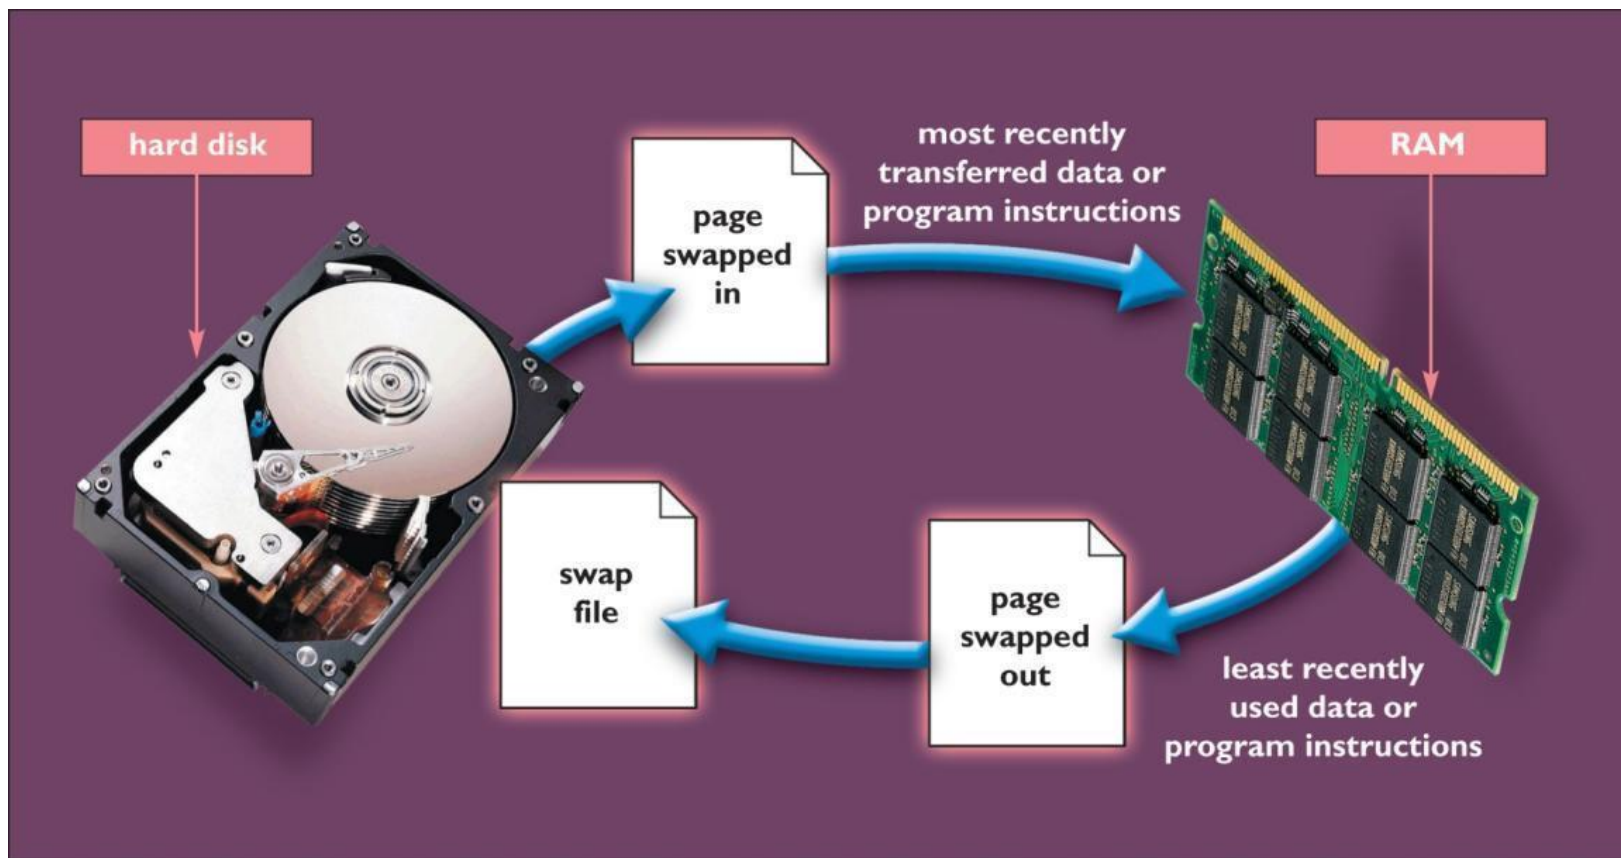 hard disk
page
swapped
in
most recently
transferred data or
program instructions
RAM
swap
file
page
swapped
out
least recently
used data or
program instructions